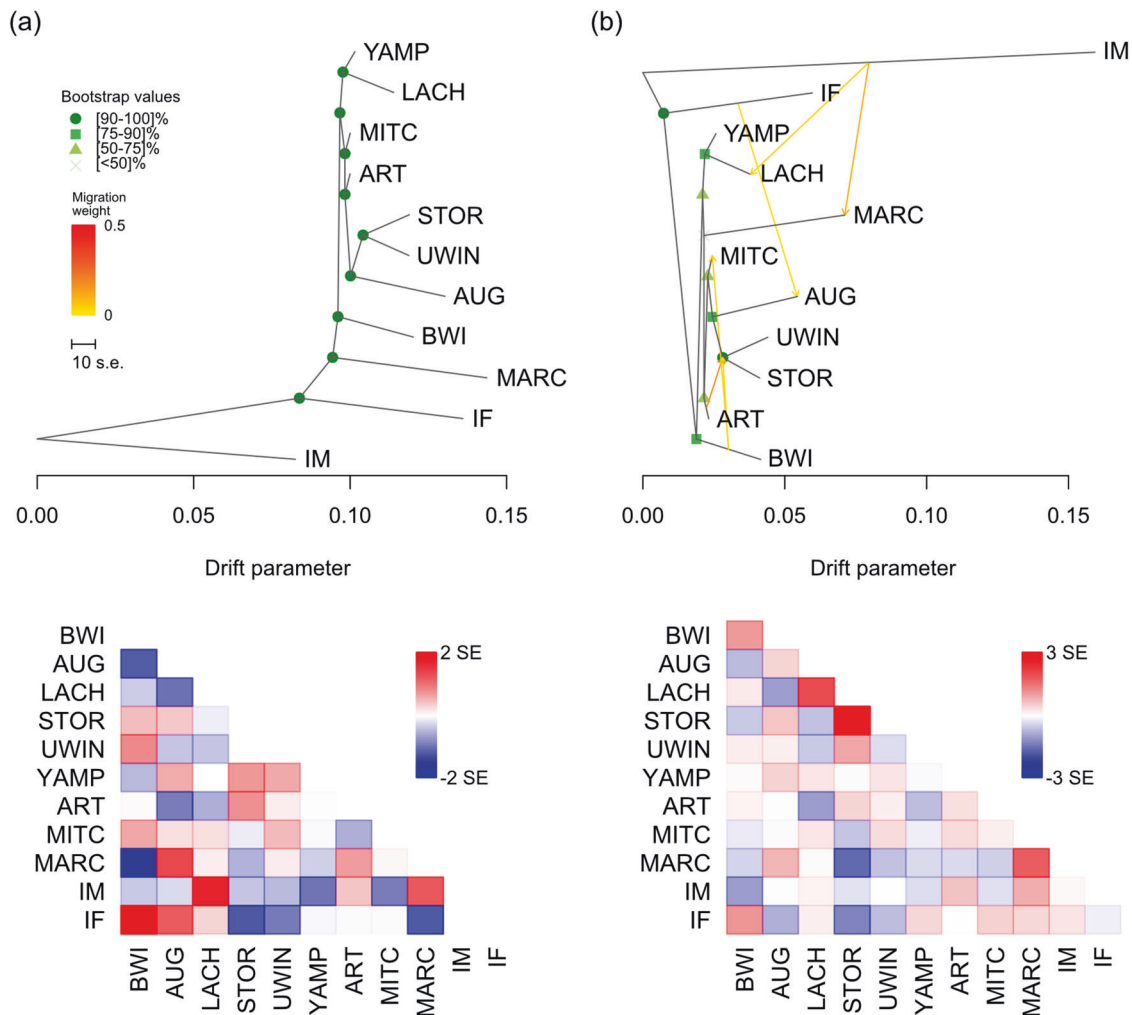 (a)
YAMP
LACH
MITC
ART
STOR
UWIN
AUG
BWI
MARC
IF
IM
Bootstrap values
[90-100]%
[75-90]%
[50-75]%
[<50]%
Migration
weight
0.5
0
10 s.e.
0.00 0.05 0.10 0.15
Drift parameter
(b)
IM
IF
YAMP
LACH
MARC
MITC
AUG
UWIN
STOR
ART
BWI
0.00 0.05 0.10 0.15
Drift parameter
BWI
AUG
LACH
STOR
UWIN
YAMP
ART
MITC
MARC
IM
IF
2 SE
-2 SE
BWI AUG LACH STOR UWIN YAMP ART MITC MARC IM IF
BWI
AUG
LACH
STOR
UWIN
YAMP
ART
MITC
MARC
IM
IF
3 SE
-3 SE
BWI AUG LACH STOR UWIN YAMP ART MITC MARC IM IF